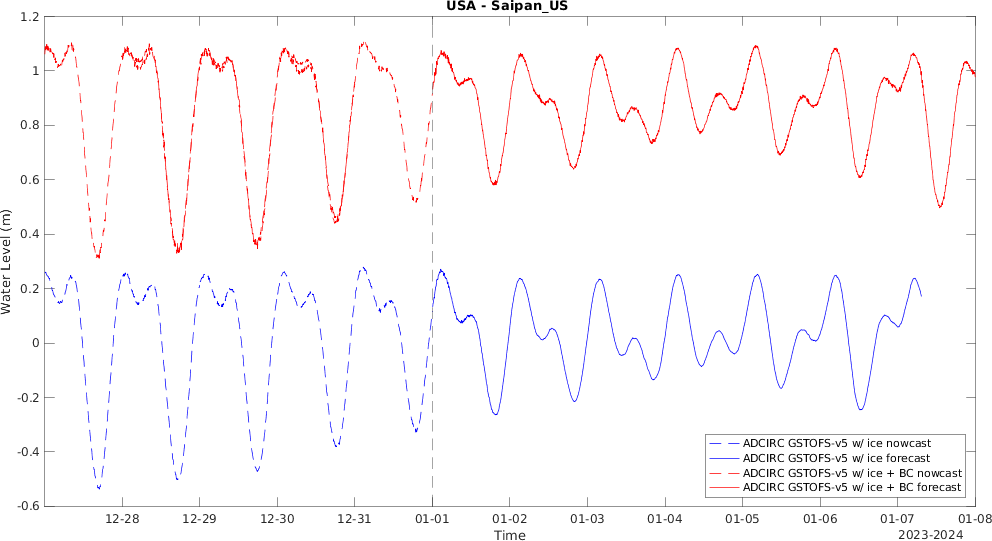 USA - Saipan_US
Water Level (m)
1.2
1
0.8
0.6
0.4
0.2
0
-0.2
-0.4
-0.6
ADCIRC GSTOFS-v5 w/ ice nowcast
ADCIRC GSTOFS-v5 w/ ice forecast
ADCIRC GSTOFS-v5 w/ ice + BC nowcast
ADCIRC GSTOFS-v5 w/ ice + BC forecast
12-28 12-29 12-30 12-31 01-01 01-02 01-03 01-04 01-05 01-06 01-07 01-08
Time
2023-2024